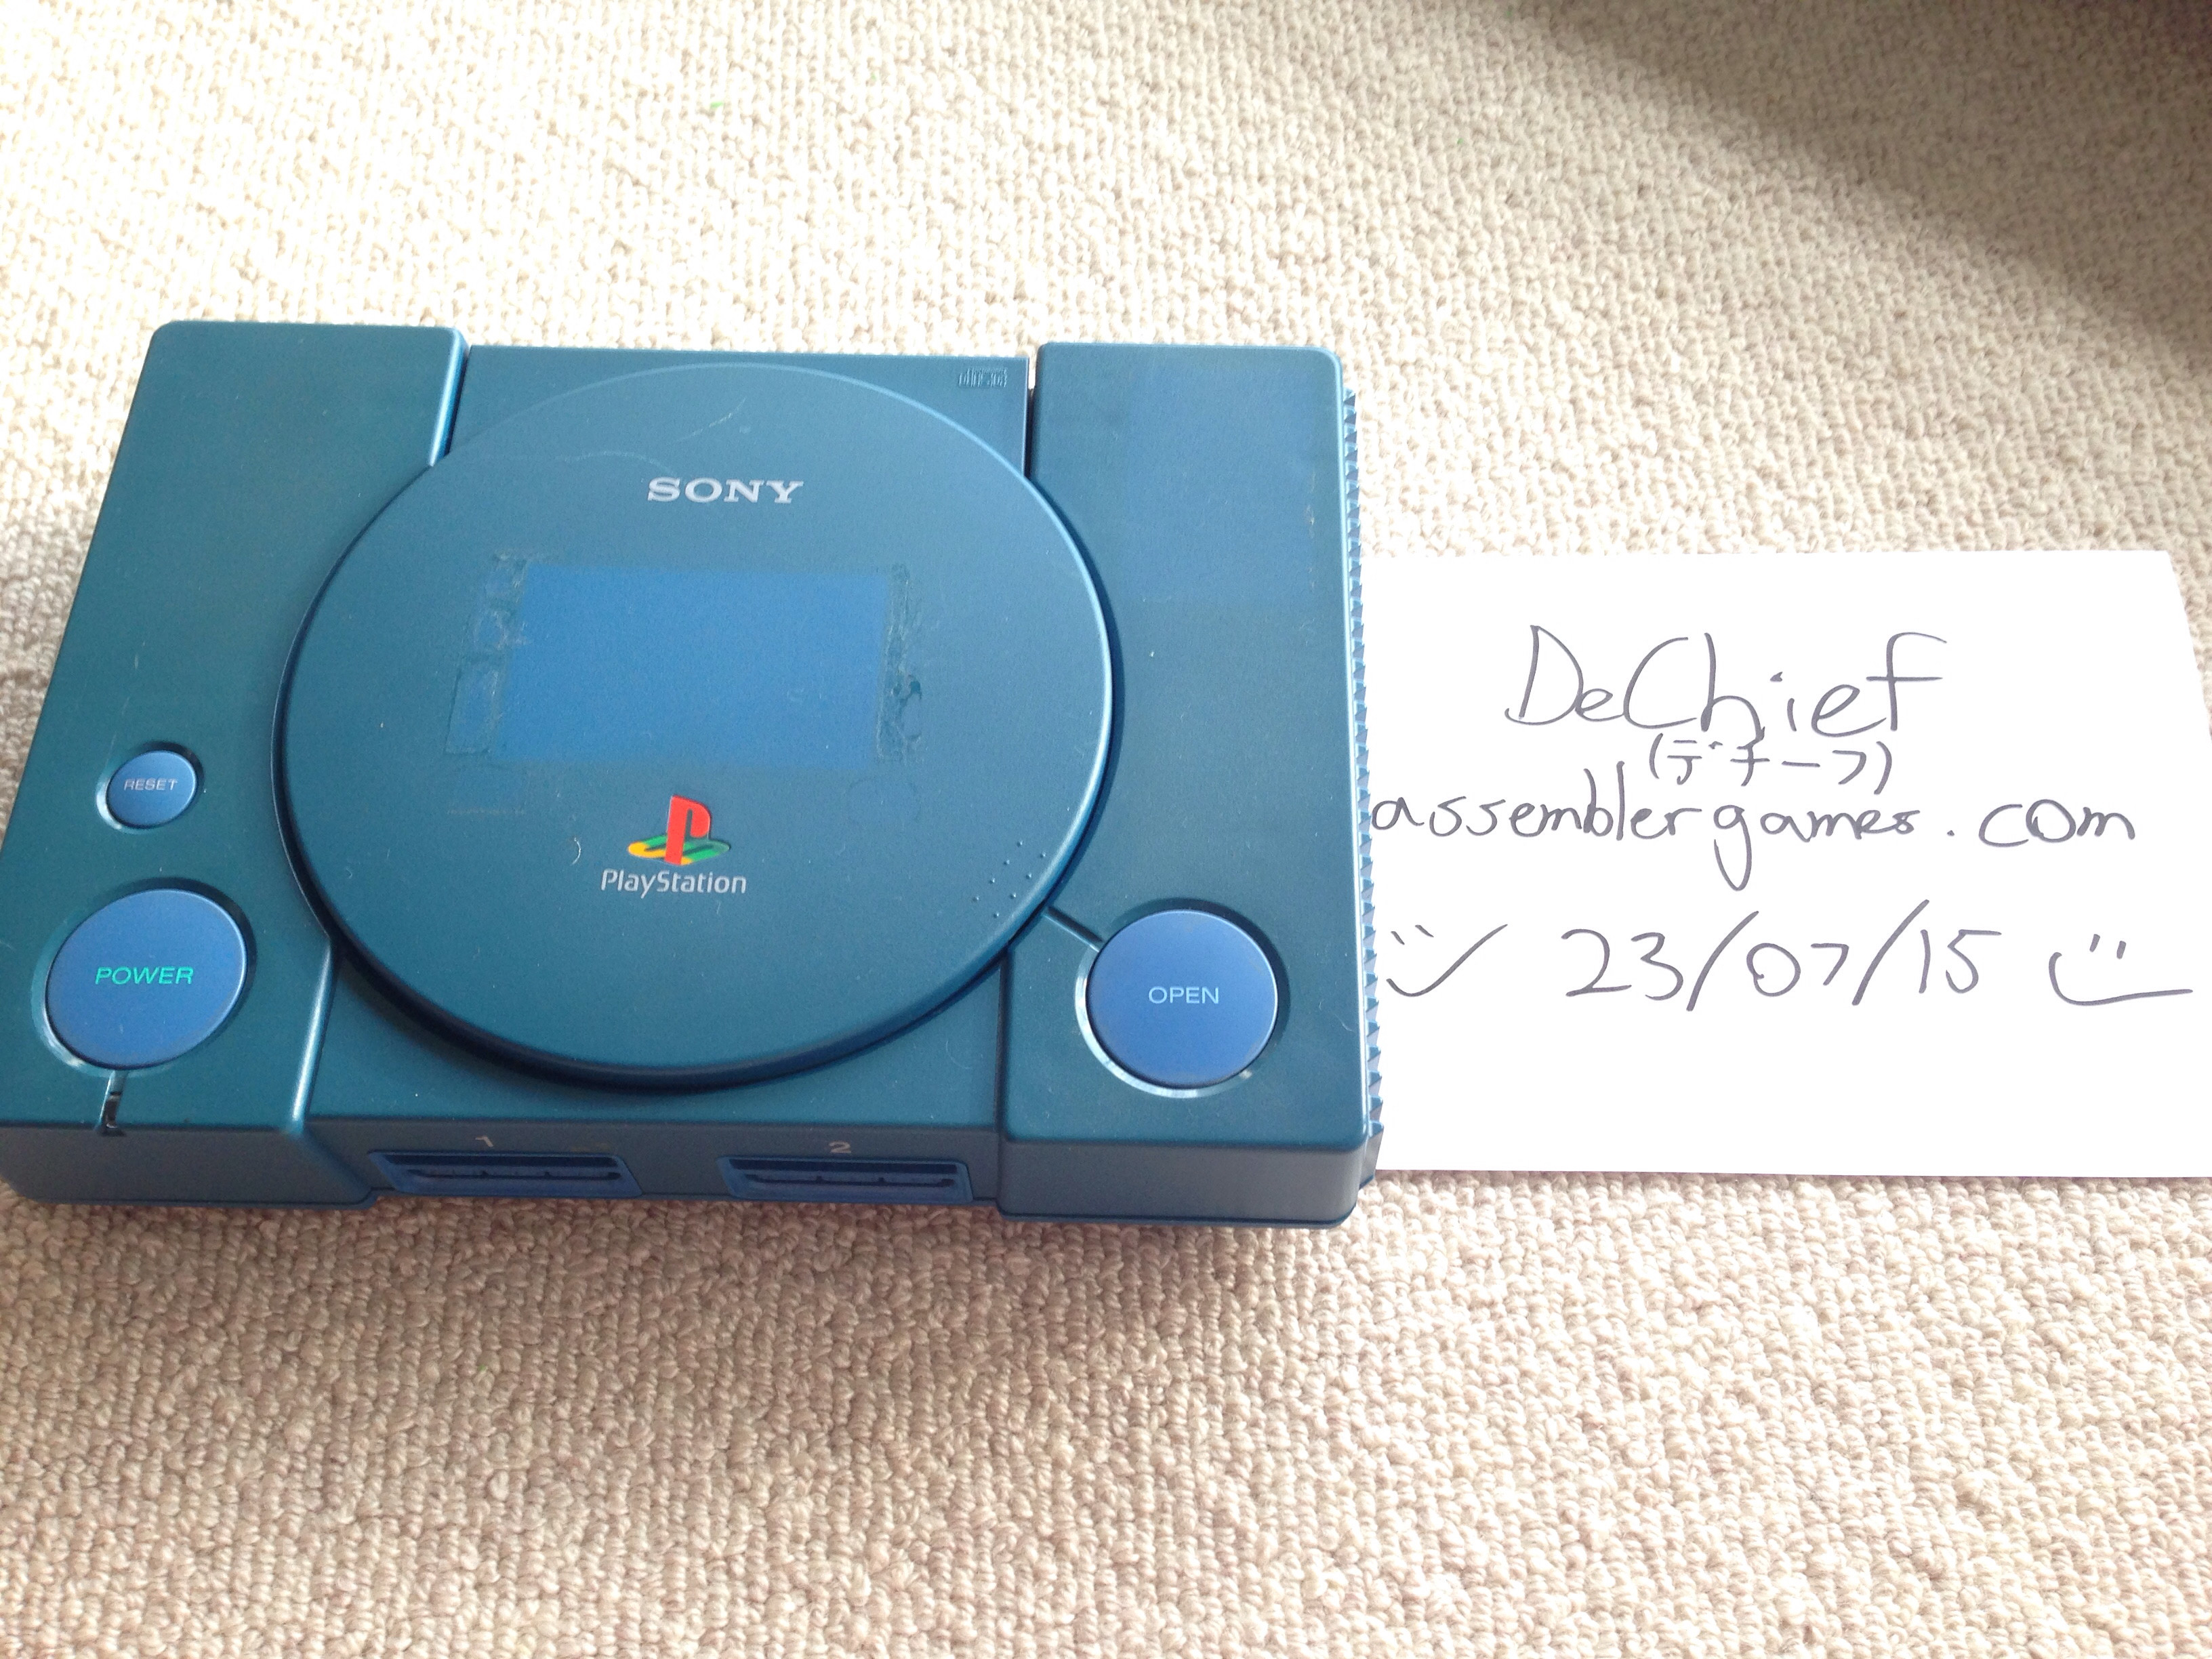 SONY
PlayStation
RESET
POWER
OPEN
1
2
DeChief
(デチーフ)
assemblergames.com
23/07/15